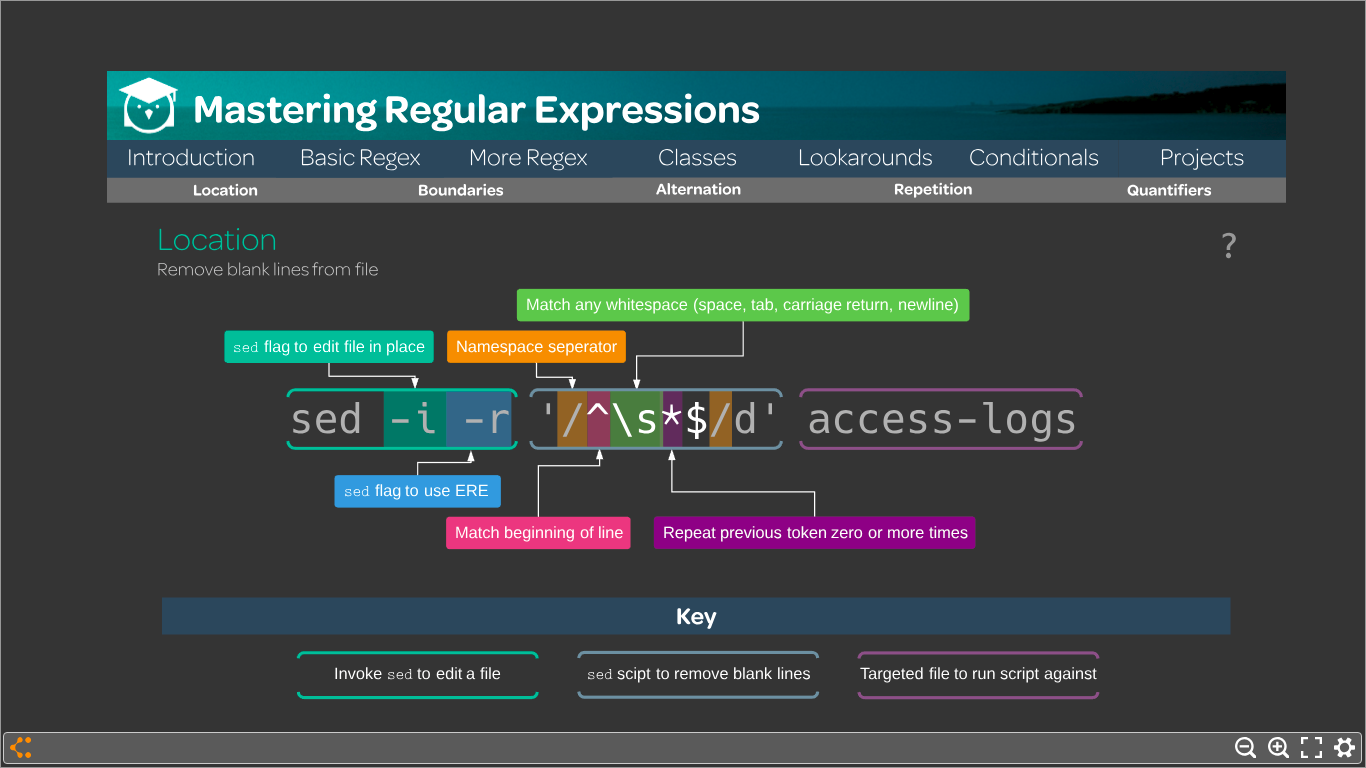 Mastering Regular Expressions
Introduction Basic Regex More Regex Classes Lookarounds Conditionals Projects
Location Boundaries Alternation Repetition Quantifiers
Location
?
Remove blank lines from file
Match any whitespace (space, tab, carriage return, newline)
sed flag to edit file in place
Namespace seperator
sed -i -r '/^\s*$/d' access-logs
sed flag to use ERE
Match beginning of line
Repeat previous token zero or more times
Key
Invoke sed to edit a file
sed scipt to remove blank lines
Targeted file to run script against